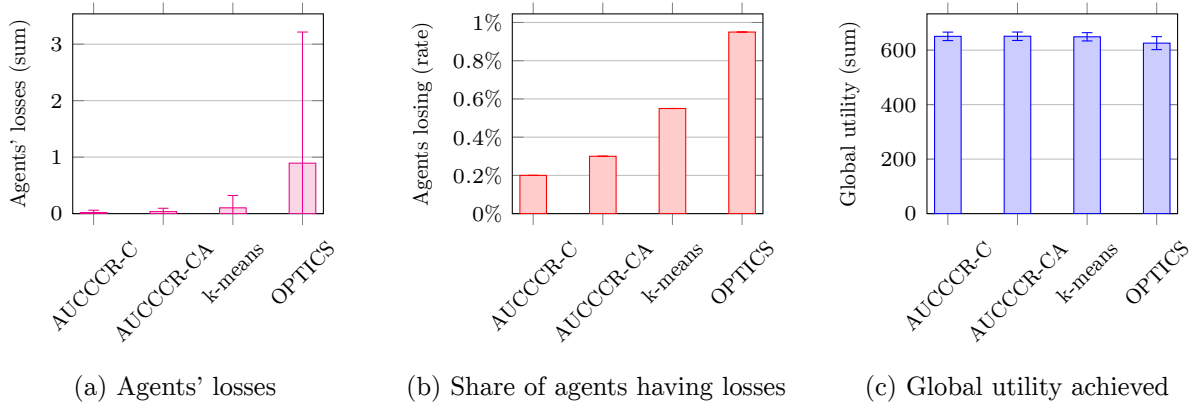 Agents' losses (sum)
3
2
1
0
AUCCCR-C
AUCCCR-CA
k-means
OPTICS
(a) Agents' losses
Agents losing (rate)
1%
0.8%
0.6%
0.4%
0.2%
0%
AUCCCR-C
AUCCCR-CA
k-means
OPTICS
(b) Share of agents having losses
Global utility (sum)
600
400
200
0
AUCCCR-C
AUCCCR-CA
k-means
OPTICS
(c) Global utility achieved